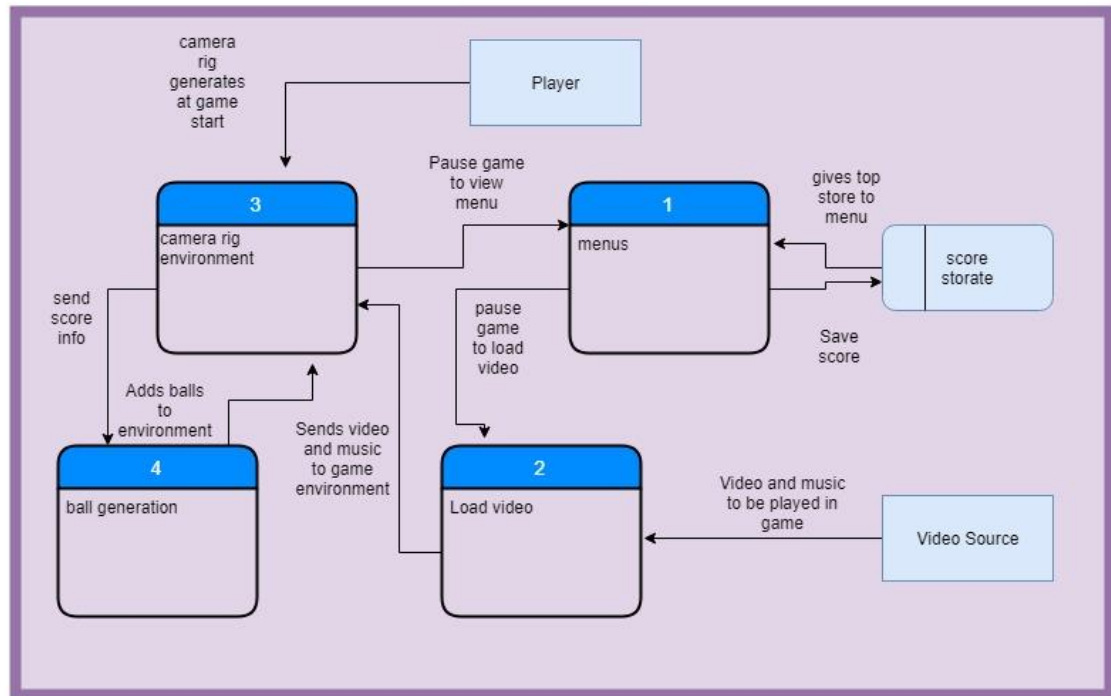 camera
rig
generates
at game
start
Player
Pause game
to view
menu
gives top
store to
menu
3
camera rig
environment
1
menus
score
storate
send
score
info
pause
game
to load
video
Save
score
Adds balls
to
environment
Sends video
and music
to game
environment
4
ball generation
2
Load video
Video and music
to be played in
game
Video Source